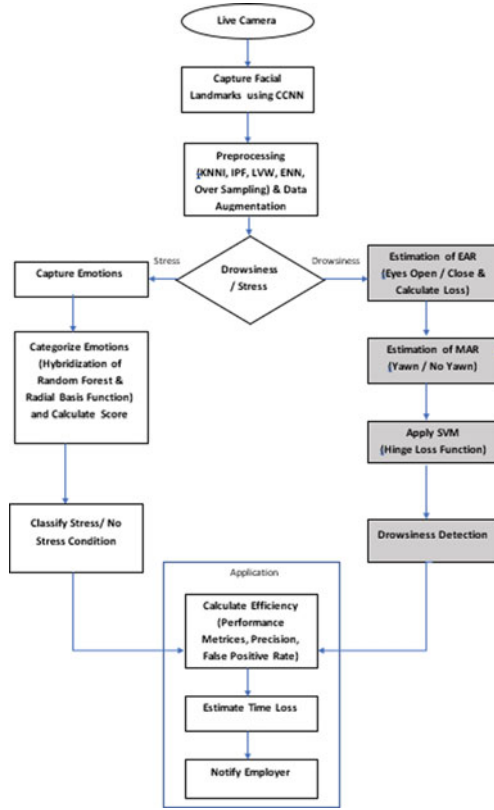 Live Camera
Capture Facial
Landmarks using CCNN
Preprocessing
(KNNI, IPF, LVW, ENN,
Over Sampling) & Data
Augmentation
Stress
Drowsiness
Drowsiness
/ Stress
Capture Emotions
Categorize Emotions
(Hybridization of
Random Forest &
Radial Basis Function)
and Calculate Score
Classify Stress/ No
Stress Condition
Estimation of EAR
(Eyes Open / Close &
Calculate Loss)
Estimation of MAR
(Yawn / No Yawn)
Apply SVM
(Hinge Loss Function)
Drowsiness Detection
Application
Calculate Efficiency
(Performance
Metrices, Precision,
False Positive Rate)
Estimate Time Loss
Notify Employer